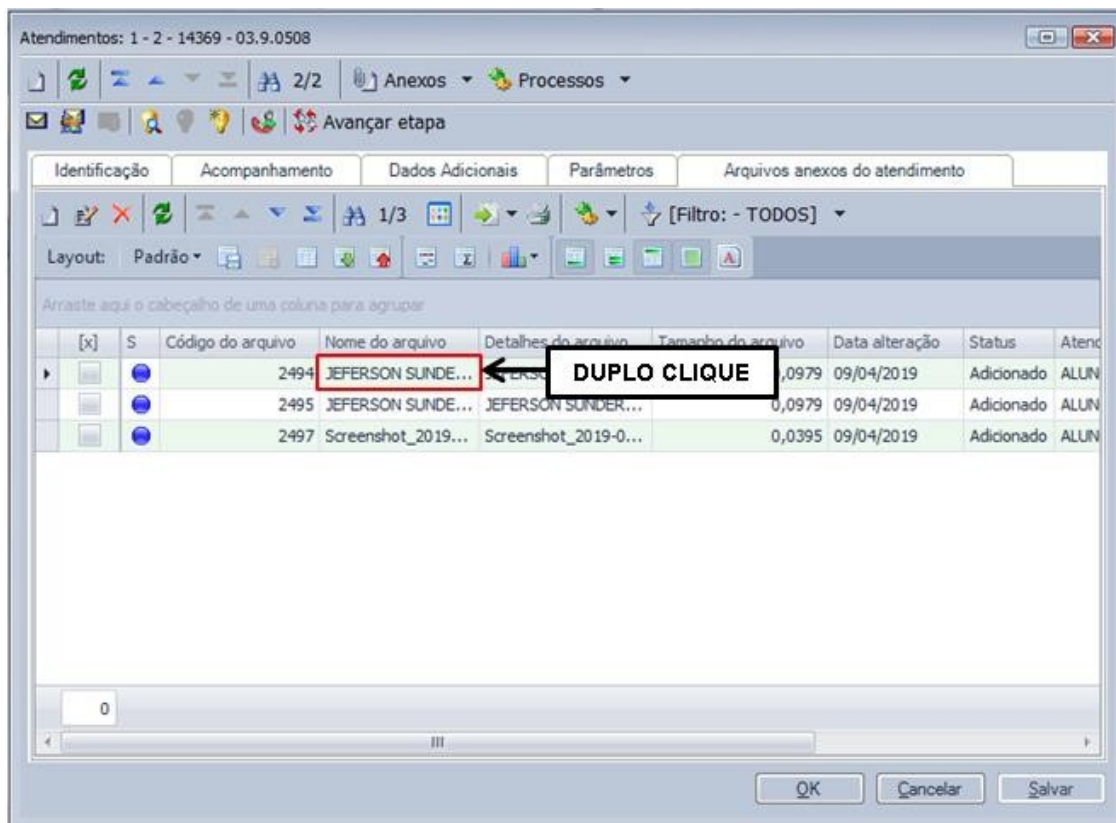 Atendimentos: 1 - 2 - 14369 - 03.9.0508
2/2 Anexos Processos
Avançar etapa
Identificação Acompanhamento Dados Adicionais Parâmetros Arquivos anexos do atendimento
1/3 [Filtro: - TODOS]
Layout: Padrão
Arraste aqui o cabeçalho de uma coluna para agrupar
[x] S Código do arquivo Nome do arquivo Detalhes do arquivo Tamanho do arquivo Data alteração Status Atend
2494 JEFERSON SUNDE... DUPLO CLIQUE 0,0979 09/04/2019 Adicionado ALUN
2495 JEFERSON SUNDE... JEFERSON SUNDER... 0,0979 09/04/2019 Adicionado ALUN
2497 Screenshot_2019... Screenshot_2019-0... 0,0395 09/04/2019 Adicionado ALUN
0
OK Cancelar Salvar